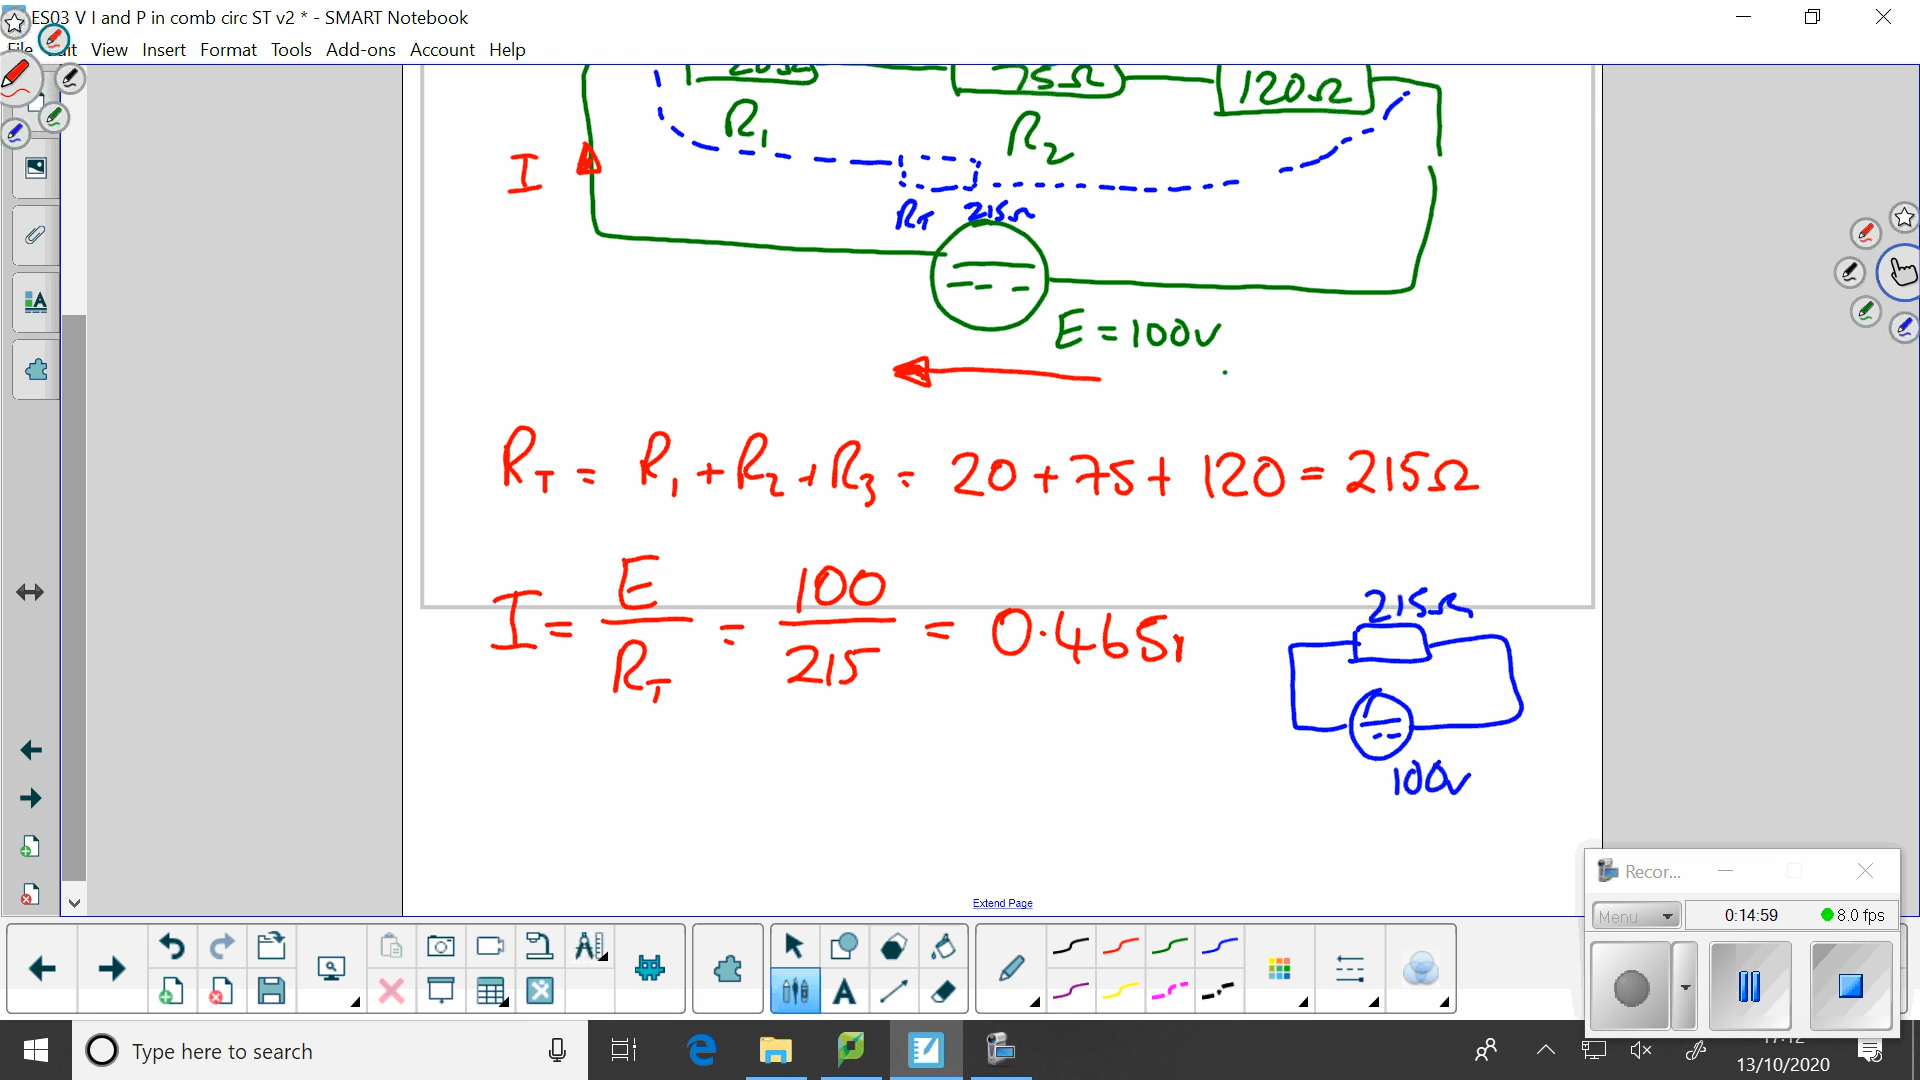 ES03 V I and P in comb circ ST v2 * - SMART Notebook
View Insert Format Tools Add-ons Account Help
75Ω
120Ω
R1
R2
I
RT 215Ω
E = 100V
RT = R1 + R2 + R3 = 20 + 75 + 120 = 215Ω
I = E/RT = 100/215 = 0.465
215Ω
100V
Extend Page
Recor...
Menu
0:14:59
8.0 fps
Type here to search
17:12
13/10/2020